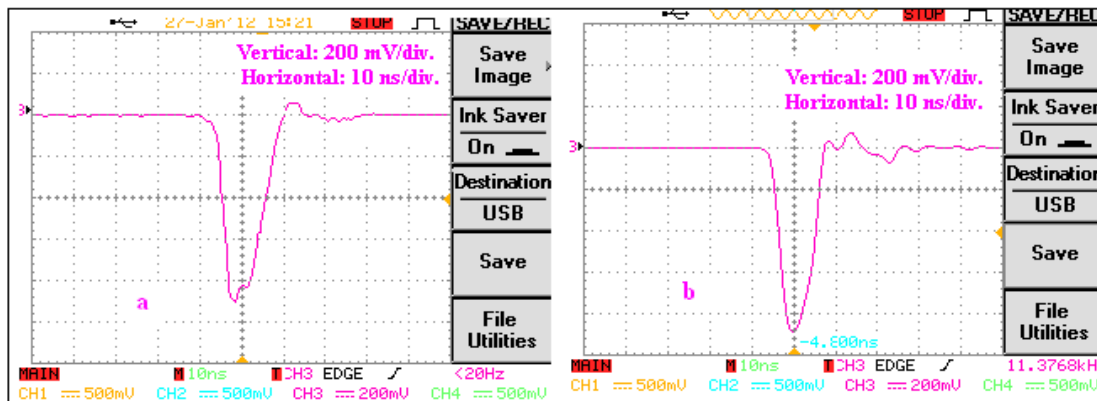 27-Jan'12 15:21 STOP SAVE/REC
Vertical: 200 mV/div.
Horizontal: 10 ns/div.
Save
Image
3
Ink Saver
On
Destination
USB
Save
a
File
Utilities
MAIN M 10ns T CH3 EDGE <20Hz
CH1 500mV CH2 500mV CH3 200mV CH4 500mV
STOP SAVE/REC
Save
Image
Vertical: 200 mV/div.
Horizontal: 10 ns/div.
Ink Saver
On
3
Destination
USB
Save
b
File
Utilities
-4.800ns
MAIN M 10ns T CH3 EDGE 11.3768kH
CH1 500mV CH2 500mV CH3 200mV CH4 500mV